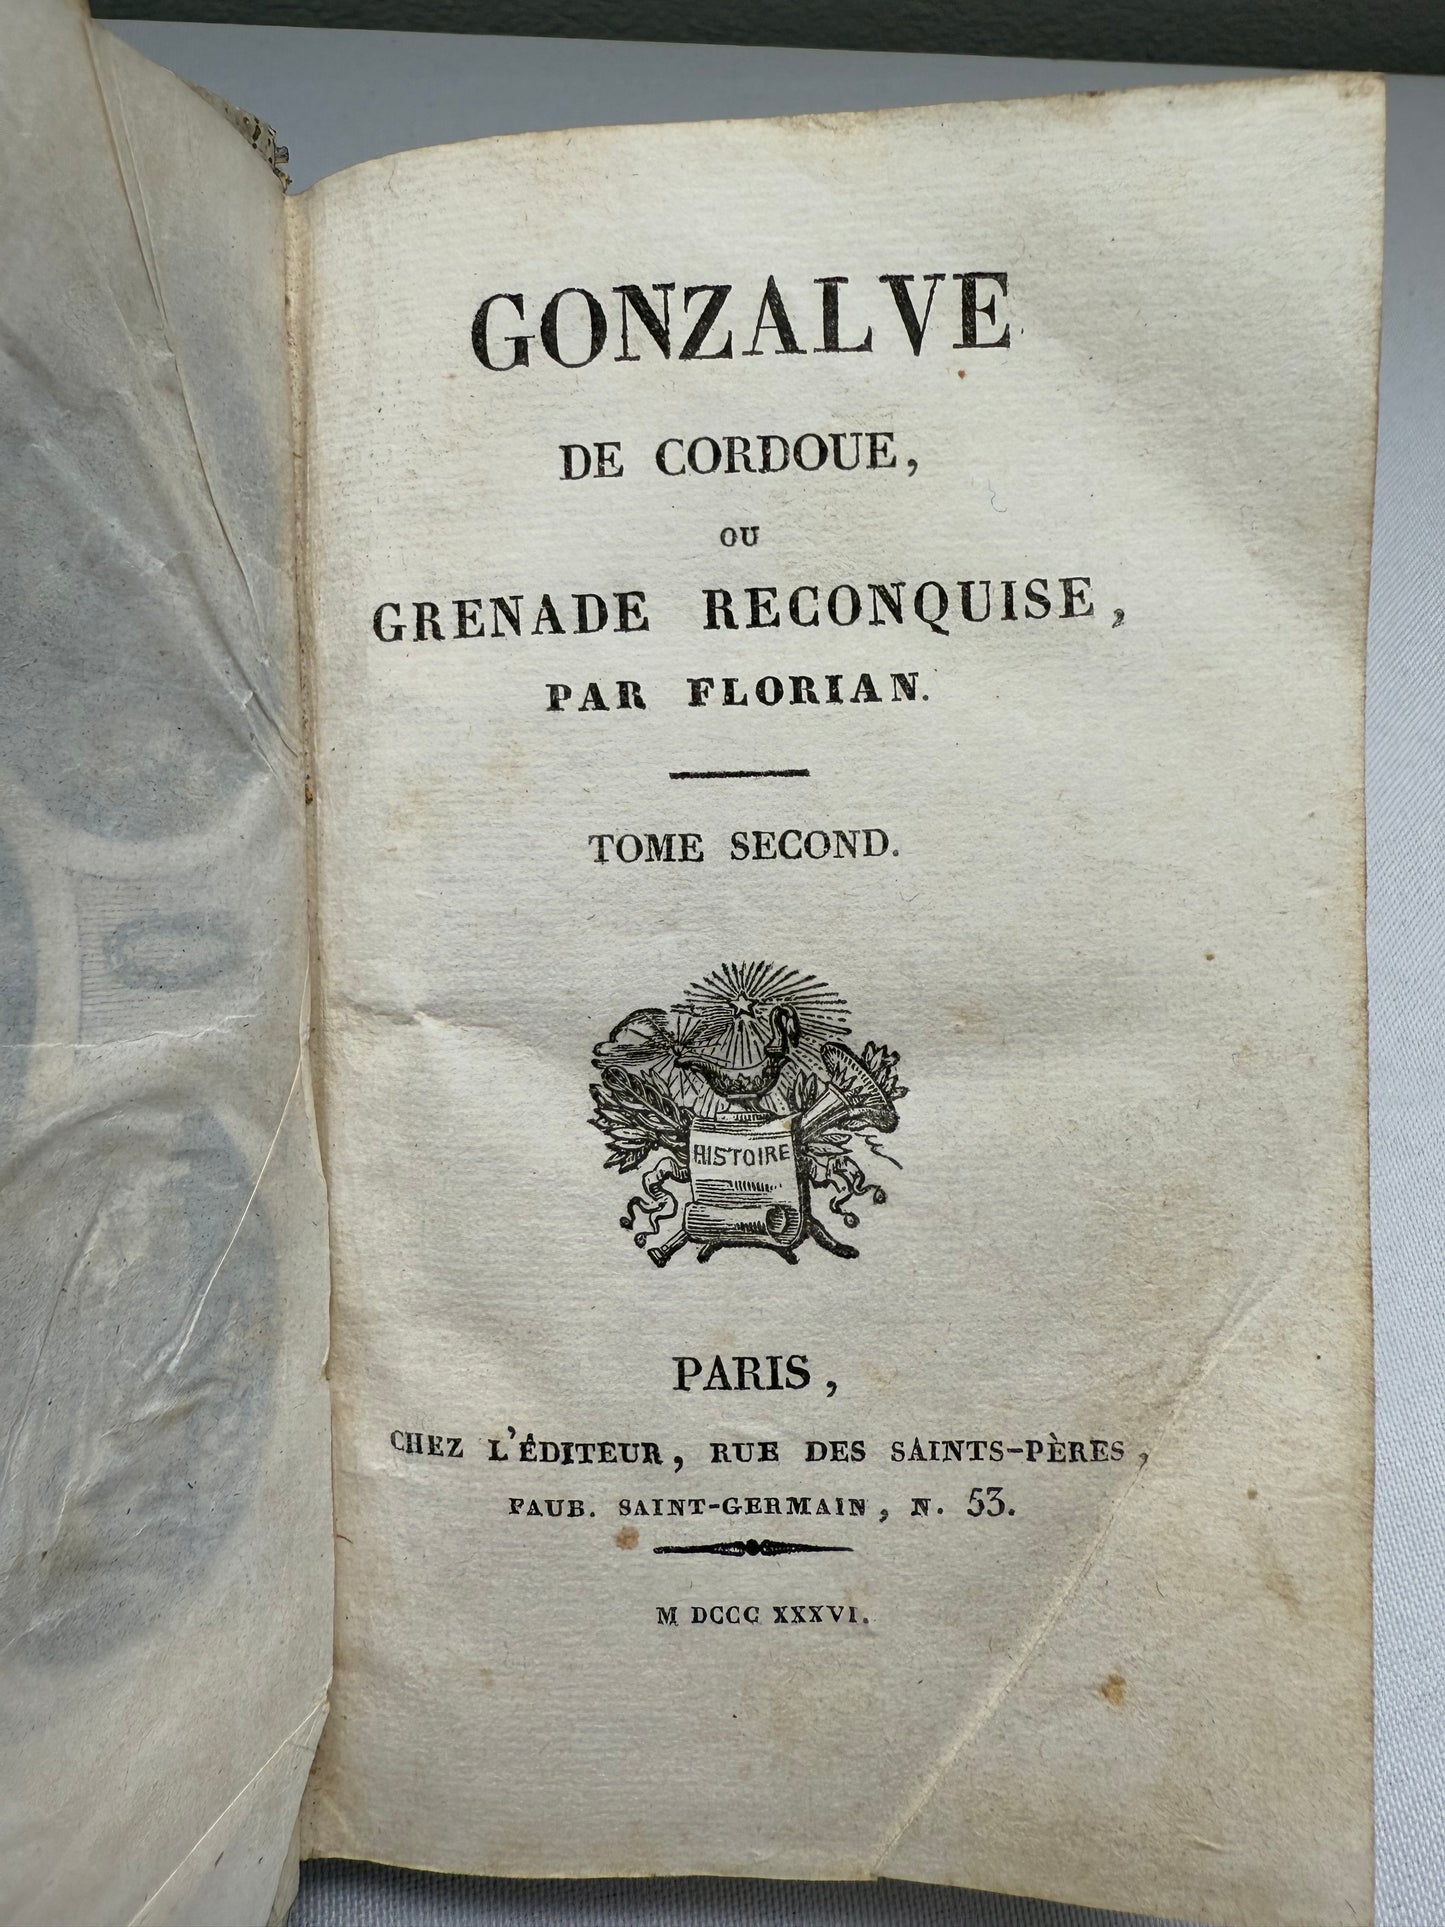 GONZALVE
DE CORDOUE,
OU
GRENADE RECONQUISE,
PAR FLORIAN.
TOME SECOND.
HISTOIRE
PARIS,
CHEZ L'ÉDITEUR, RUE DES SAINTS-PÈRES,
FAUB. SAINT-GERMAIN, N. 53.
M DCCC XXXVI.